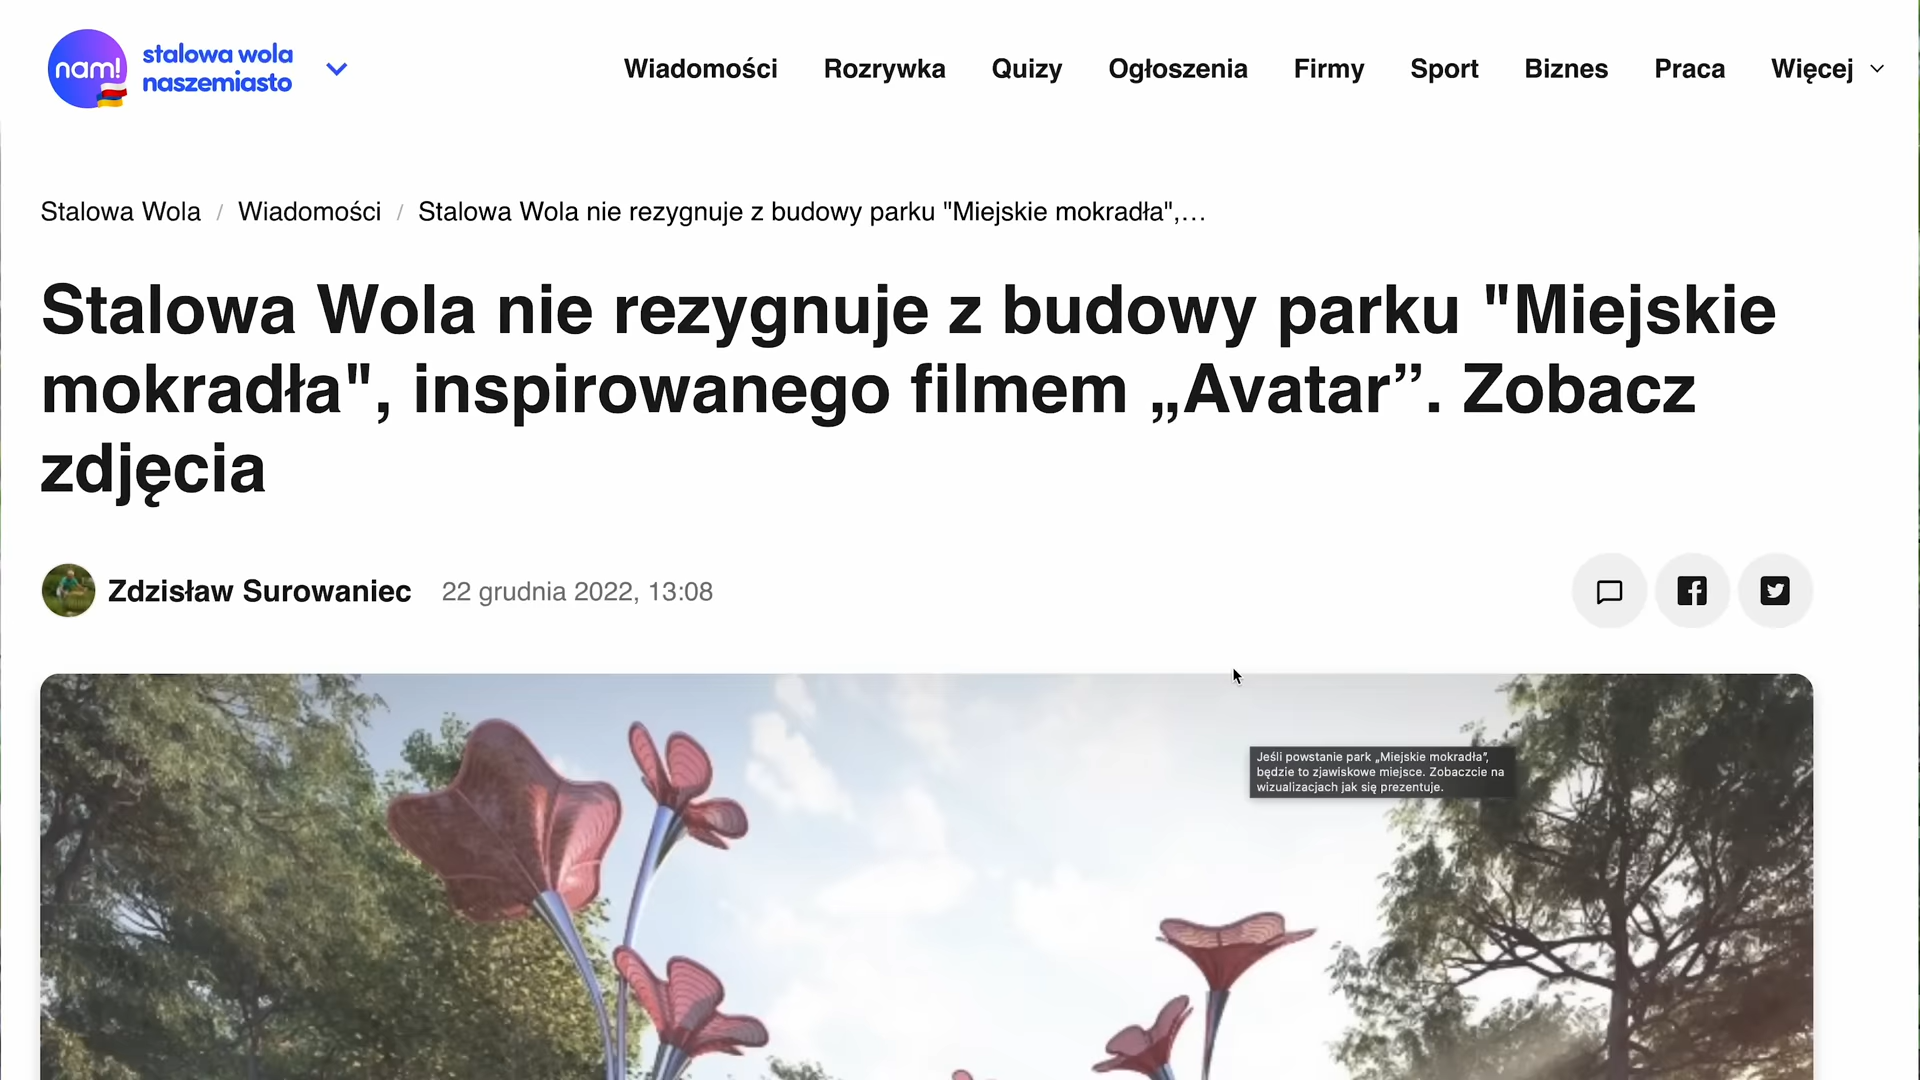 nam!
stalowa wola
naszemiasto
Wiadomości Rozrywka Quizy Ogłoszenia Firmy Sport Biznes Praca Więcej
Stalowa Wola / Wiadomości / Stalowa Wola nie rezygnuje z budowy parku "Miejskie mokradła",…
Stalowa Wola nie rezygnuje z budowy parku "Miejskie
mokradła", inspirowanego filmem „Avatar”. Zobacz
zdjęcia
Zdzisław Surowaniec 22 grudnia 2022, 13:08
Jeśli powstanie park „Miejskie mokradła”,
będzie to zjawiskowe miejsce. Zobaczcie na
wizualizacjach jak się prezentuje.